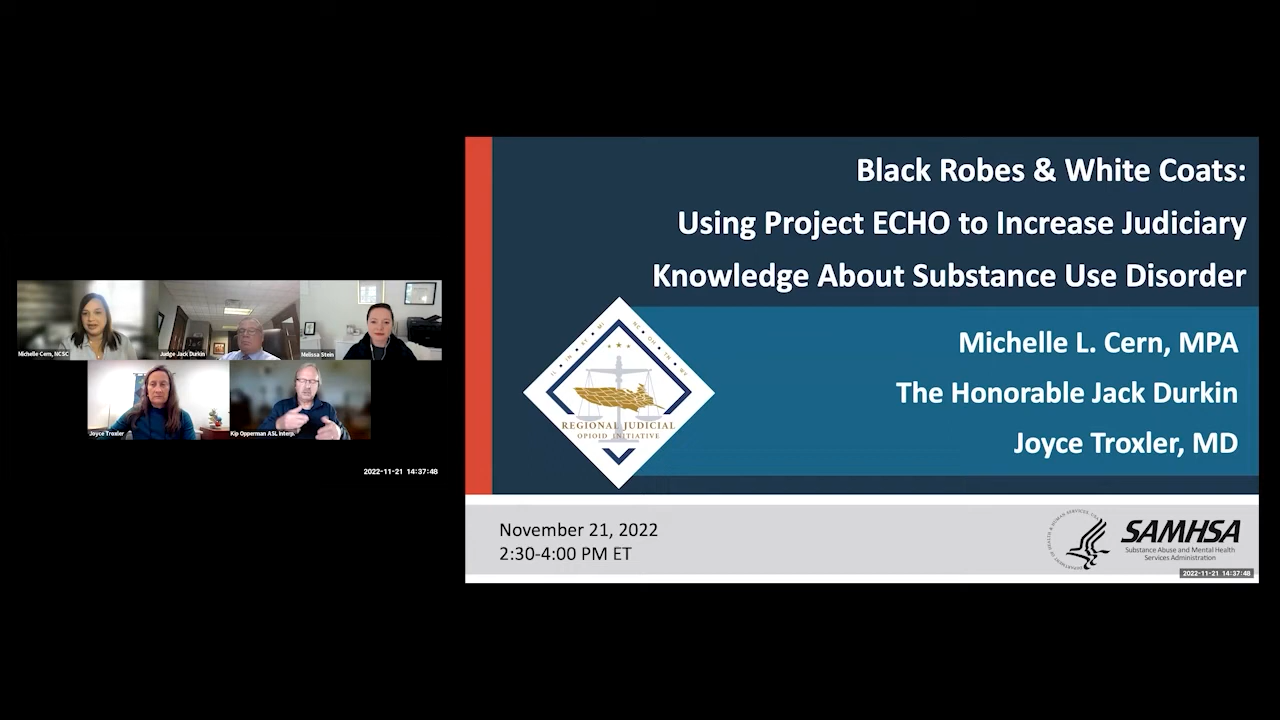 Michelle Cern, NCSC
Judge Jack Durkin
Melissa Stein
Joyce Troxler
Kip Opperman ASL Interp.
2022-11-21 14:37:48
Black Robes & White Coats:
Using Project ECHO to Increase Judiciary
Knowledge About Substance Use Disorder
Michelle L. Cern, MPA
The Honorable Jack Durkin
Joyce Troxler, MD
REGIONAL JUDICIAL
OPIOID INITIATIVE
November 21, 2022
2:30-4:00 PM ET
SAMHSA
Substance Abuse and Mental Health
Services Administration
2022-11-21 14:37:48